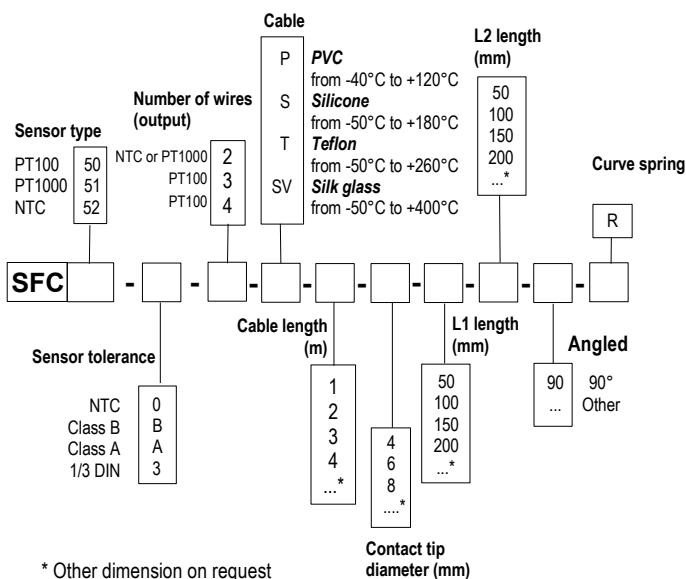 Cable
P PVC
from -40°C to +120°C
S Silicone
from -50°C to +180°C
T Teflon
from -50°C to +260°C
SV Silk glass
from -50°C to +400°C
L2 length
(mm)
50
100
150
200
...*
Number of wires
(output)
NTC or PT1000 2
PT100 3
PT100 4
Sensor type
PT100 50
PT1000 51
NTC 52
Curve spring
R
SFC - - - - - - - - -
Sensor tolerance
NTC 0
Class B B
Class A A
1/3 DIN 3
Cable length
(m)
1
2
3
4
...*
4
6
8
....*
Contact tip
diameter (mm)
L1 length
(mm)
50
100
150
200
...*
Angled
90 90°
... Other
* Other dimension on request